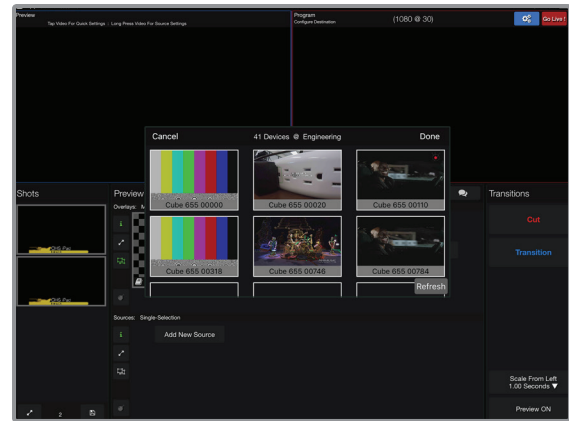 Preview
Tap Video For Quick Settings : Long Press Video For Source Settings
Program
Configure Destination
(1080 @ 30)
Go Live !
Cancel
41 Devices @ Engineering
Done
Cube 655 00000
Cube 655 00020
Cube 655 00110
Cube 655 00318
Cube 655 00746
Cube 655 00784
Refresh
Shots
Preview
Overlays: M
Transitions
Cut
Transition
Sources: Single-Selection
Add New Source
Scale From Left
1.00 Seconds ▼
2
Preview ON